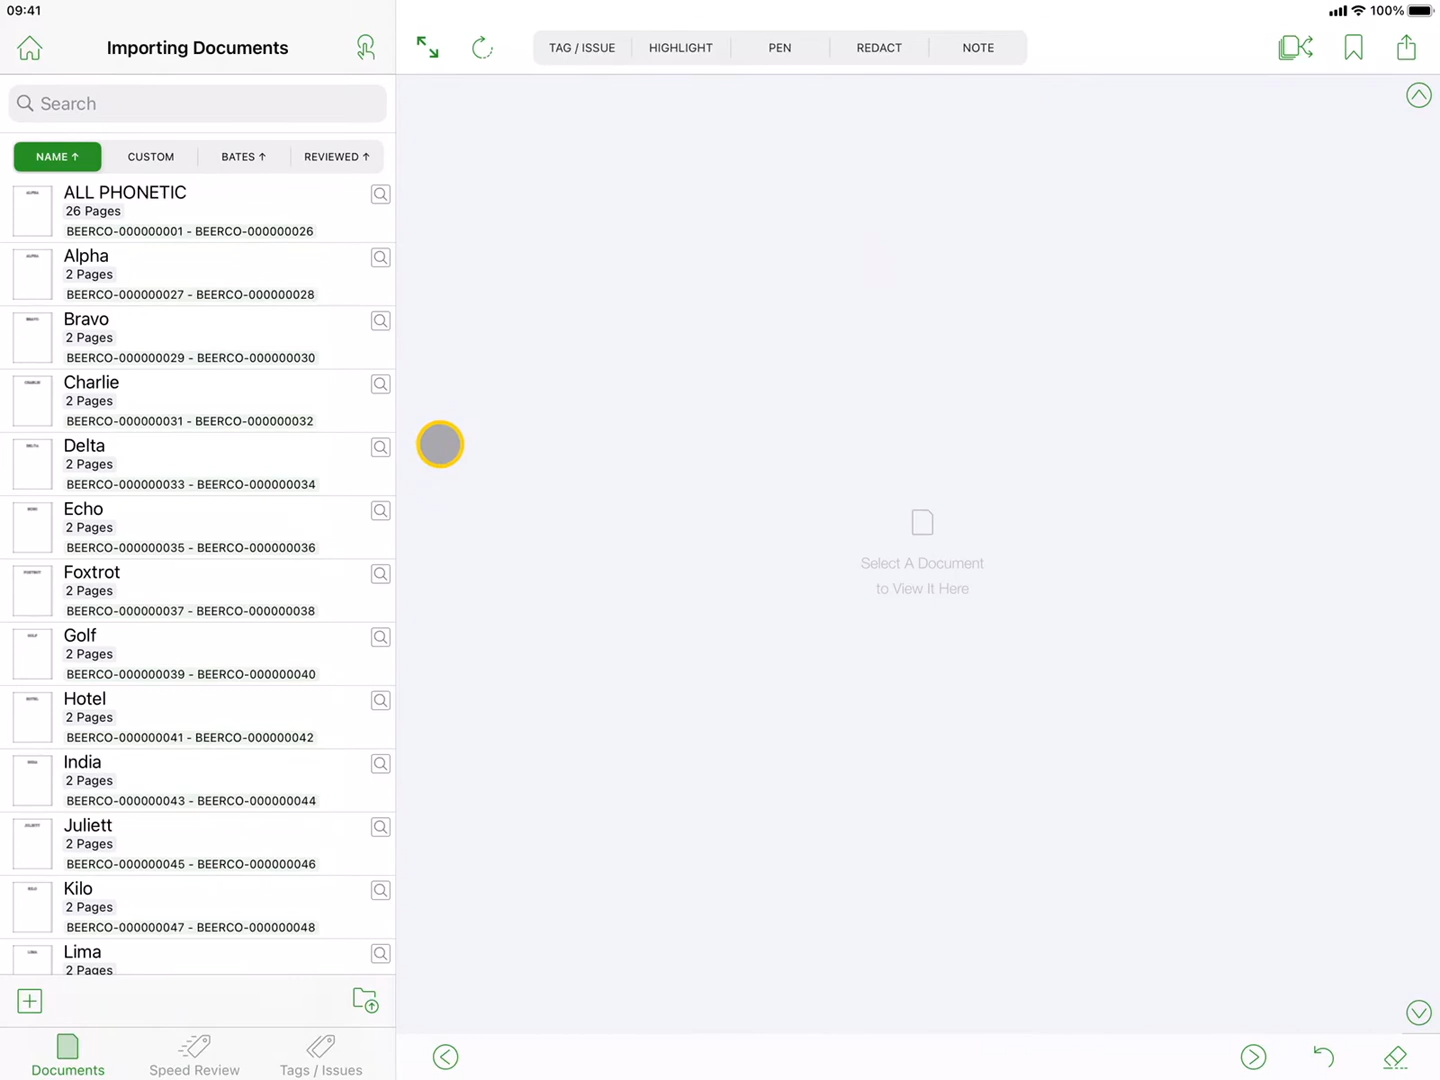 09:41
100%
Importing Documents
TAG / ISSUE
HIGHLIGHT
PEN
REDACT
NOTE
Search
NAME ↑
CUSTOM
BATES ↑
REVIEWED ↑
ALL PHONETIC
26 Pages
BEERCO-000000001 - BEERCO-000000026
Alpha
2 Pages
BEERCO-000000027 - BEERCO-000000028
Bravo
2 Pages
BEERCO-000000029 - BEERCO-000000030
Charlie
2 Pages
BEERCO-000000031 - BEERCO-000000032
Delta
2 Pages
BEERCO-000000033 - BEERCO-000000034
Echo
2 Pages
BEERCO-000000035 - BEERCO-000000036
Foxtrot
2 Pages
BEERCO-000000037 - BEERCO-000000038
Golf
2 Pages
BEERCO-000000039 - BEERCO-000000040
Hotel
2 Pages
BEERCO-000000041 - BEERCO-000000042
India
2 Pages
BEERCO-000000043 - BEERCO-000000044
Juliett
2 Pages
BEERCO-000000045 - BEERCO-000000046
Kilo
2 Pages
BEERCO-000000047 - BEERCO-000000048
Lima
2 Pages
Select A Document
to View It Here
Documents
Speed Review
Tags / Issues